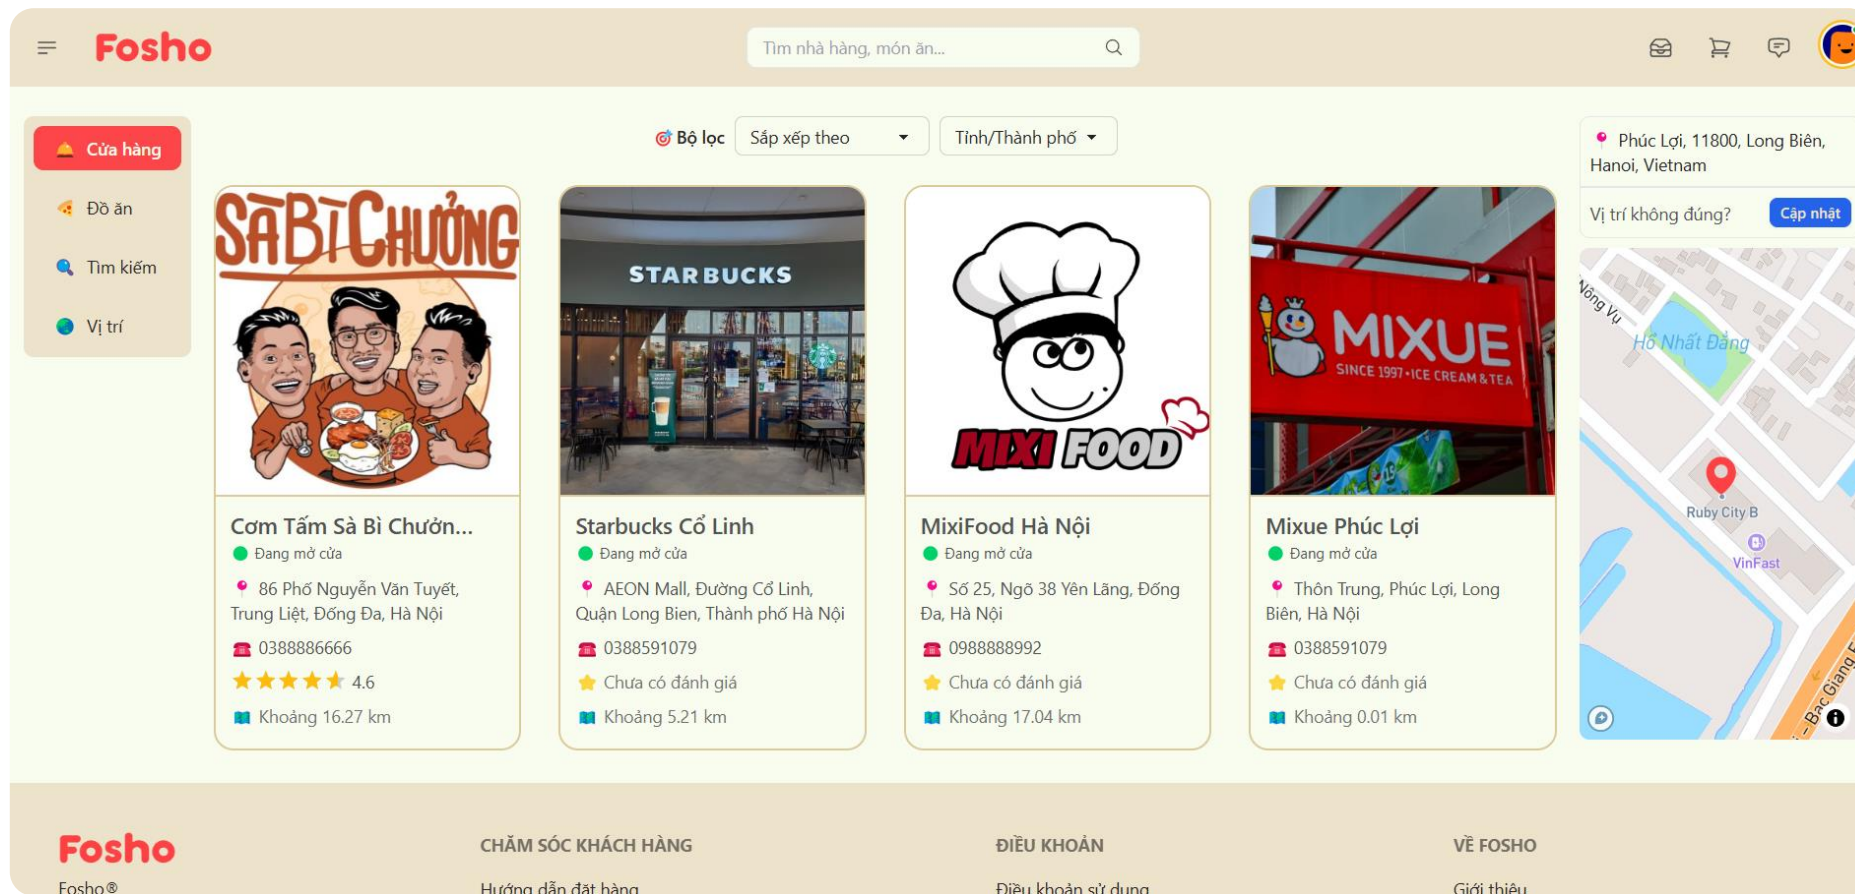 Fosho
Tìm nhà hàng, món ăn...
Cửa hàng
Đồ ăn
Tìm kiếm
Vị trí
Bộ lọc
Sắp xếp theo
Tỉnh/Thành phố
SÀBÌCHƯỞNG
STARBUCKS
MIXI FOOD
MIXUE
SINCE 1997•ICE CREAM & TEA
Cơm Tấm Sà Bì Chưởn...
Đang mở cửa
86 Phố Nguyễn Văn Tuyết,
Trung Liệt, Đống Đa, Hà Nội
0388886666
4.6
Khoảng 16.27 km
Starbucks Cổ Linh
Đang mở cửa
AEON Mall, Đường Cổ Linh,
Quận Long Bien, Thành phố Hà Nội
0388591079
Chưa có đánh giá
Khoảng 5.21 km
MixiFood Hà Nội
Đang mở cửa
Số 25, Ngõ 38 Yên Lãng, Đống
Đa, Hà Nội
0988888992
Chưa có đánh giá
Khoảng 17.04 km
Mixue Phúc Lợi
Đang mở cửa
Thôn Trung, Phúc Lợi, Long
Biên, Hà Nội
0388591079
Chưa có đánh giá
Khoảng 0.01 km
Phúc Lợi, 11800, Long Biên,
Hanoi, Vietnam
Vị trí không đúng?
Cập nhật
Nông Vụ
Hồ Nhất Đẳng
Ruby City B
VinFast
i – Bạc Giang E
Fosho
Fosho®
CHĂM SÓC KHÁCH HÀNG
Hướng dẫn đặt hàng
ĐIỀU KHOẢN
Điều khoản sử dụng
VỀ FOSHO
Giới thiệu